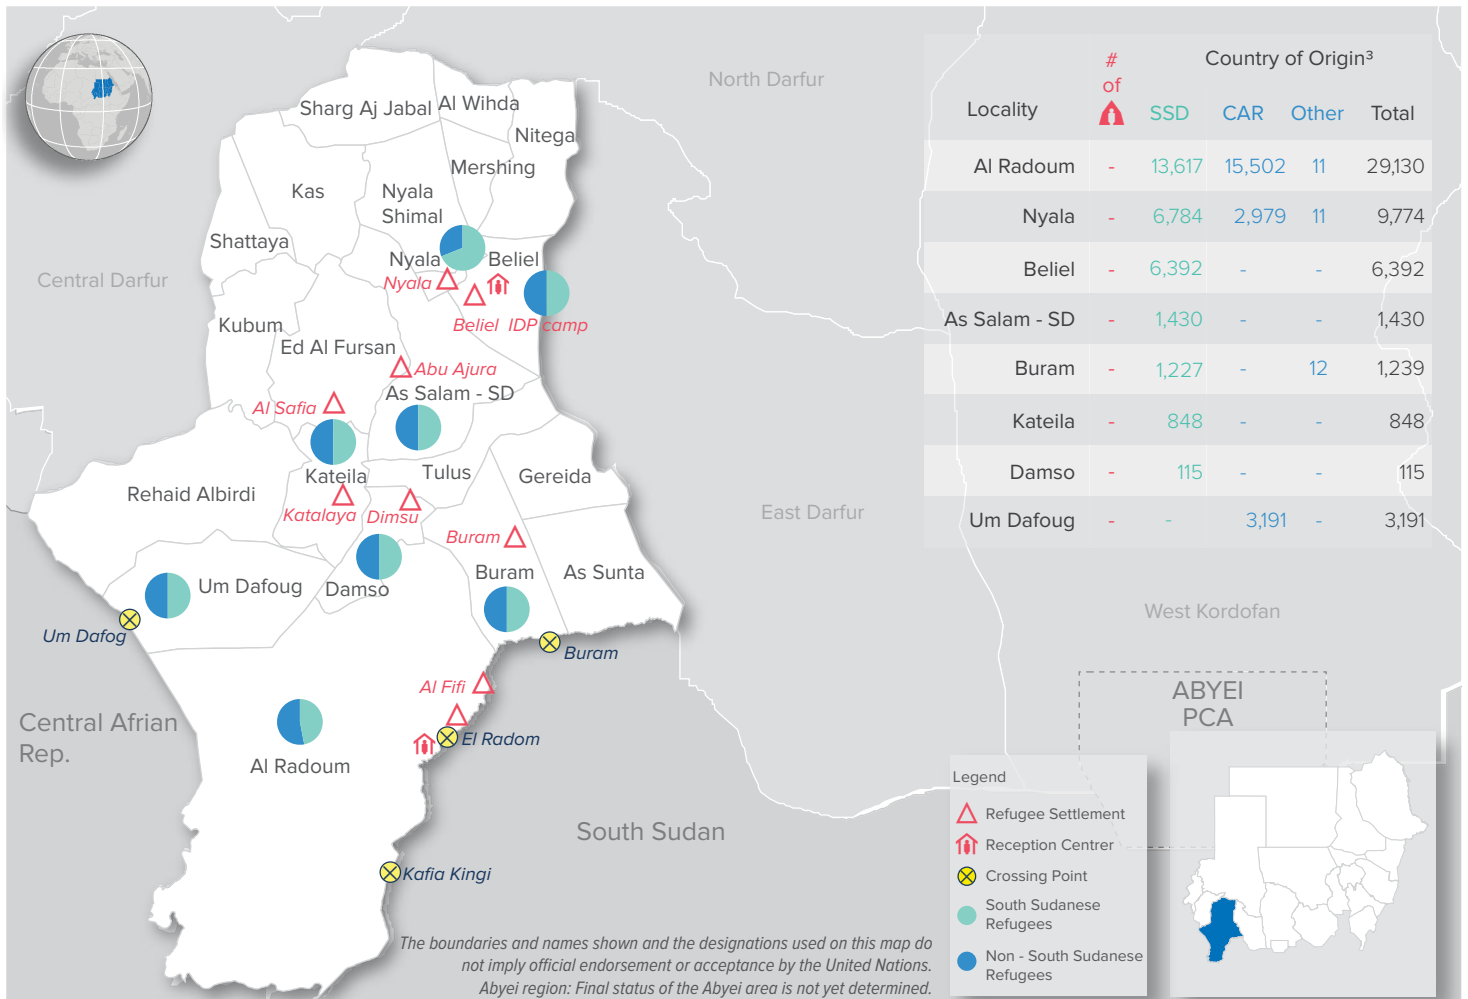 North Darfur
Sharg Aj Jabal
Al Wihda
Nitega
Mershing
Kas
Nyala
Shimal
Shattaya
Central Darfur
Nyala
Beliel
Nyala
Beliel IDP camp
Kubum
Ed Al Fursan
Abu Ajura
As Salam - SD
Al Safia
Kateila
Tulus
Gereida
Rehaid Albirdi
Katalaya
Dimsu
East Darfur
Buram
Um Dafoug
Damso
Buram
As Sunta
West Kordofan
Um Dafog
Buram
Al Fifi
Central Afrian
Rep.
El Radom
Al Radoum
South Sudan
Kafia Kingi
ABYEI
PCA
# of
Country of Origin³
Locality SSD CAR Other Total
Al Radoum - 13,617 15,502 11 29,130
Nyala - 6,784 2,979 11 9,774
Beliel - 6,392 - - 6,392
As Salam - SD - 1,430 - - 1,430
Buram - 1,227 - 12 1,239
Kateila - 848 - - 848
Damso - 115 - - 115
Um Dafoug - - 3,191 - 3,191
Legend
Refugee Settlement
Reception Centrer
Crossing Point
South Sudanese
Refugees
Non - South Sudanese
Refugees
The boundaries and names shown and the designations used on this map do
not imply official endorsement or acceptance by the United Nations.
Abyei region: Final status of the Abyei area is not yet determined.